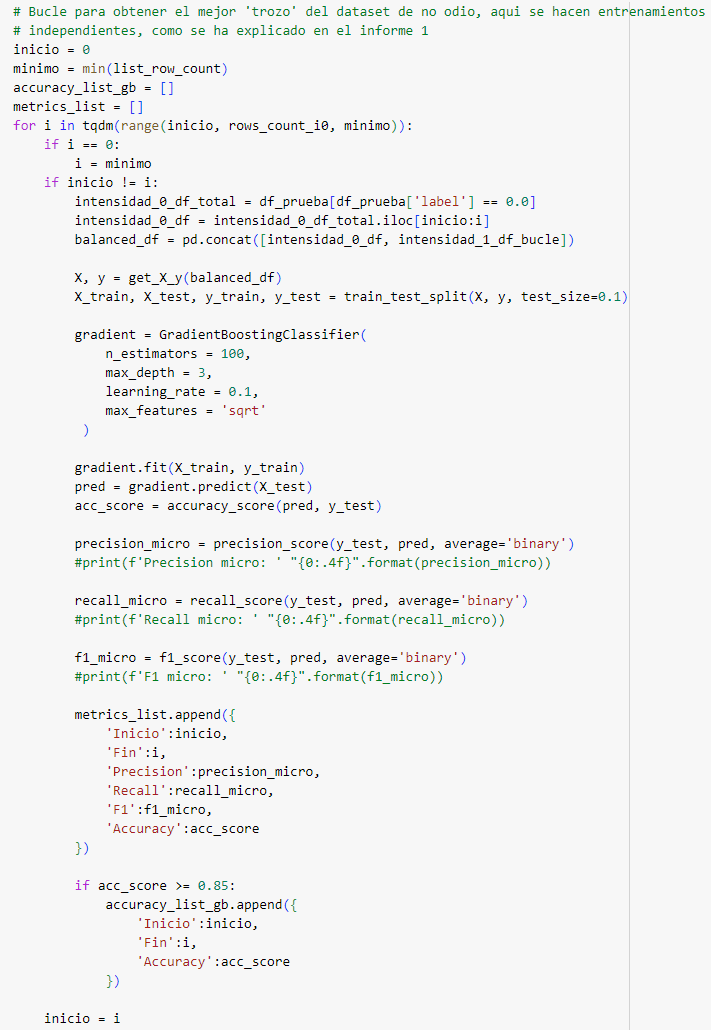 # Bucle para obtener el mejor 'trozo' del dataset de no odio, aqui se hacen entrenamientos
# independientes, como se ha explicado en el informe 1
inicio = 0
minimo = min(list_row_count)
accuracy_list_gb = []
metrics_list = []
for i in tqdm(range(inicio, rows_count_i0, minimo)):
    if i == 0:
        i = minimo
    if inicio != i:
        intensidad_0_df_total = df_prueba[df_prueba['label'] == 0.0]
        intensidad_0_df = intensidad_0_df_total.iloc[inicio:i]
        balanced_df = pd.concat([intensidad_0_df, intensidad_1_df_bucle])

        X, y = get_X_y(balanced_df)
        X_train, X_test, y_train, y_test = train_test_split(X, y, test_size=0.1)

        gradient = GradientBoostingClassifier(
            n_estimators = 100,
            max_depth = 3,
            learning_rate = 0.1,
            max_features = 'sqrt'
         )

        gradient.fit(X_train, y_train)
        pred = gradient.predict(X_test)
        acc_score = accuracy_score(pred, y_test)

        precision_micro = precision_score(y_test, pred, average='binary')
        #print(f'Precision micro: ' "{0:.4f}".format(precision_micro))

        recall_micro = recall_score(y_test, pred, average='binary')
        #print(f'Recall micro: ' "{0:.4f}".format(recall_micro))

        f1_micro = f1_score(y_test, pred, average='binary')
        #print(f'F1 micro: ' "{0:.4f}".format(f1_micro))

        metrics_list.append({
            'Inicio':inicio,
            'Fin':i,
            'Precision':precision_micro,
            'Recall':recall_micro,
            'F1':f1_micro,
            'Accuracy':acc_score
        })

        if acc_score >= 0.85:
            accuracy_list_gb.append({
                'Inicio':inicio,
                'Fin':i,
                'Accuracy':acc_score
            })

    inicio = i